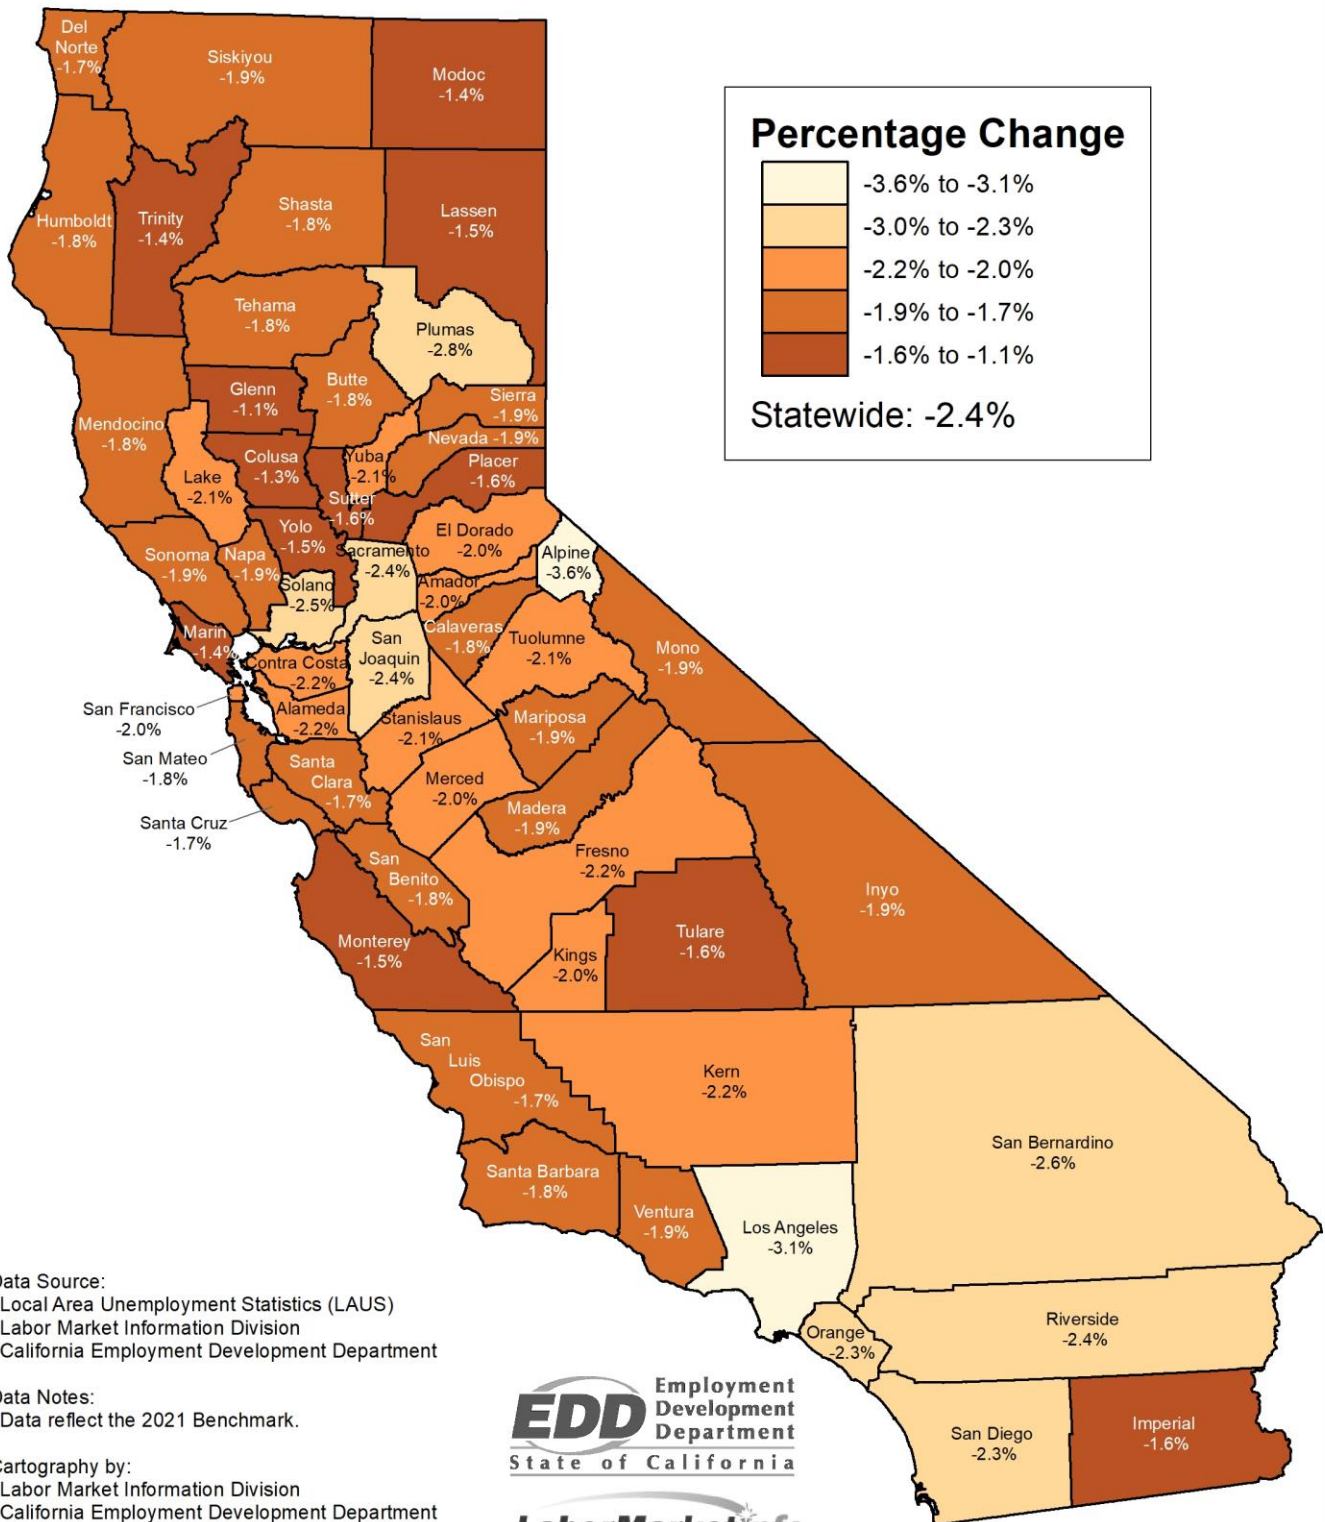 Del
Norte
-1.7%
Siskiyou
-1.9%
Modoc
-1.4%
Percentage Change
-3.6% to -3.1%
-3.0% to -2.3%
-2.2% to -2.0%
-1.9% to -1.7%
-1.6% to -1.1%
Statewide: -2.4%
Humboldt
-1.8%
Trinity
-1.4%
Shasta
-1.8%
Lassen
-1.5%
Tehama
-1.8%
Plumas
-2.8%
Mendocino
-1.8%
Glenn
-1.1%
Butte
-1.8%
Sierra
-1.9%
Nevada -1.9%
Lake
-2.1%
Colusa
-1.3%
Yuba
-2.1%
Placer
-1.6%
Sutter
-1.6%
Yolo
-1.5%
El Dorado
-2.0%
Alpine
-3.6%
Sonoma
-1.9%
Napa
-1.9%
Solano
-2.5%
Sacramento
-2.4%
Amador
-2.0%
Calaveras
-1.8%
Tuolumne
-2.1%
Mono
-1.9%
Marin
-1.4%
Contra Costa
-2.2%
San
Joaquin
-2.4%
San Francisco
-2.0%
Alameda
-2.2%
Stanislaus
-2.1%
Mariposa
-1.9%
San Mateo
-1.8%
Santa
Clara
-1.7%
Merced
-2.0%
Madera
-1.9%
Santa Cruz
-1.7%
San
Benito
-1.8%
Fresno
-2.2%
Inyo
-1.9%
Monterey
-1.5%
Kings
-2.0%
Tulare
-1.6%
San
Luis
Obispo
-1.7%
Kern
-2.2%
San Bernardino
-2.6%
Santa Barbara
-1.8%
Ventura
-1.9%
Los Angeles
-3.1%
Orange
-2.3%
Riverside
-2.4%
San Diego
-2.3%
Imperial
-1.6%
ata Source:
Local Area Unemployment Statistics (LAUS)
Labor Market Information Division
California Employment Development Department
ata Notes:
Data reflect the 2021 Benchmark.
artography by:
Labor Market Information Division
California Employment Development Department
EDD
Employment
Development
Department
State of California